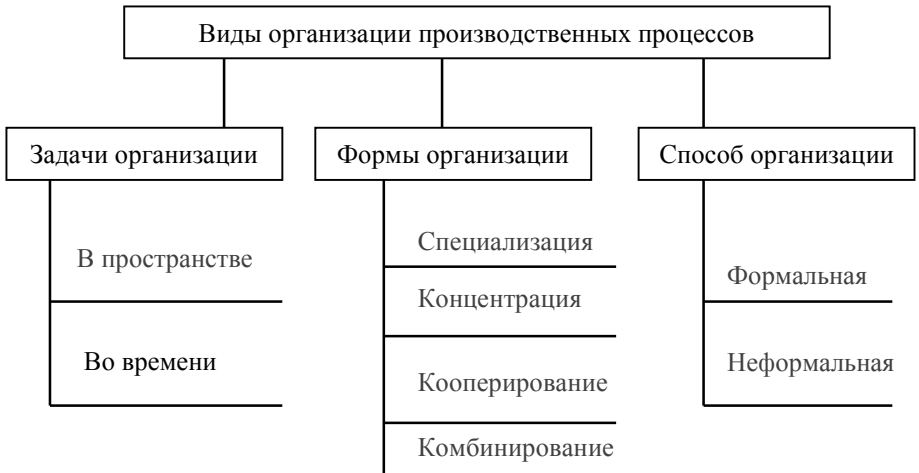 Виды организации производственных процессов
Задачи организации
Формы организации
Способ организации
В пространстве
Во времени
Специализация
Концентрация
Кооперирование
Комбинирование
Формальная
Неформальная